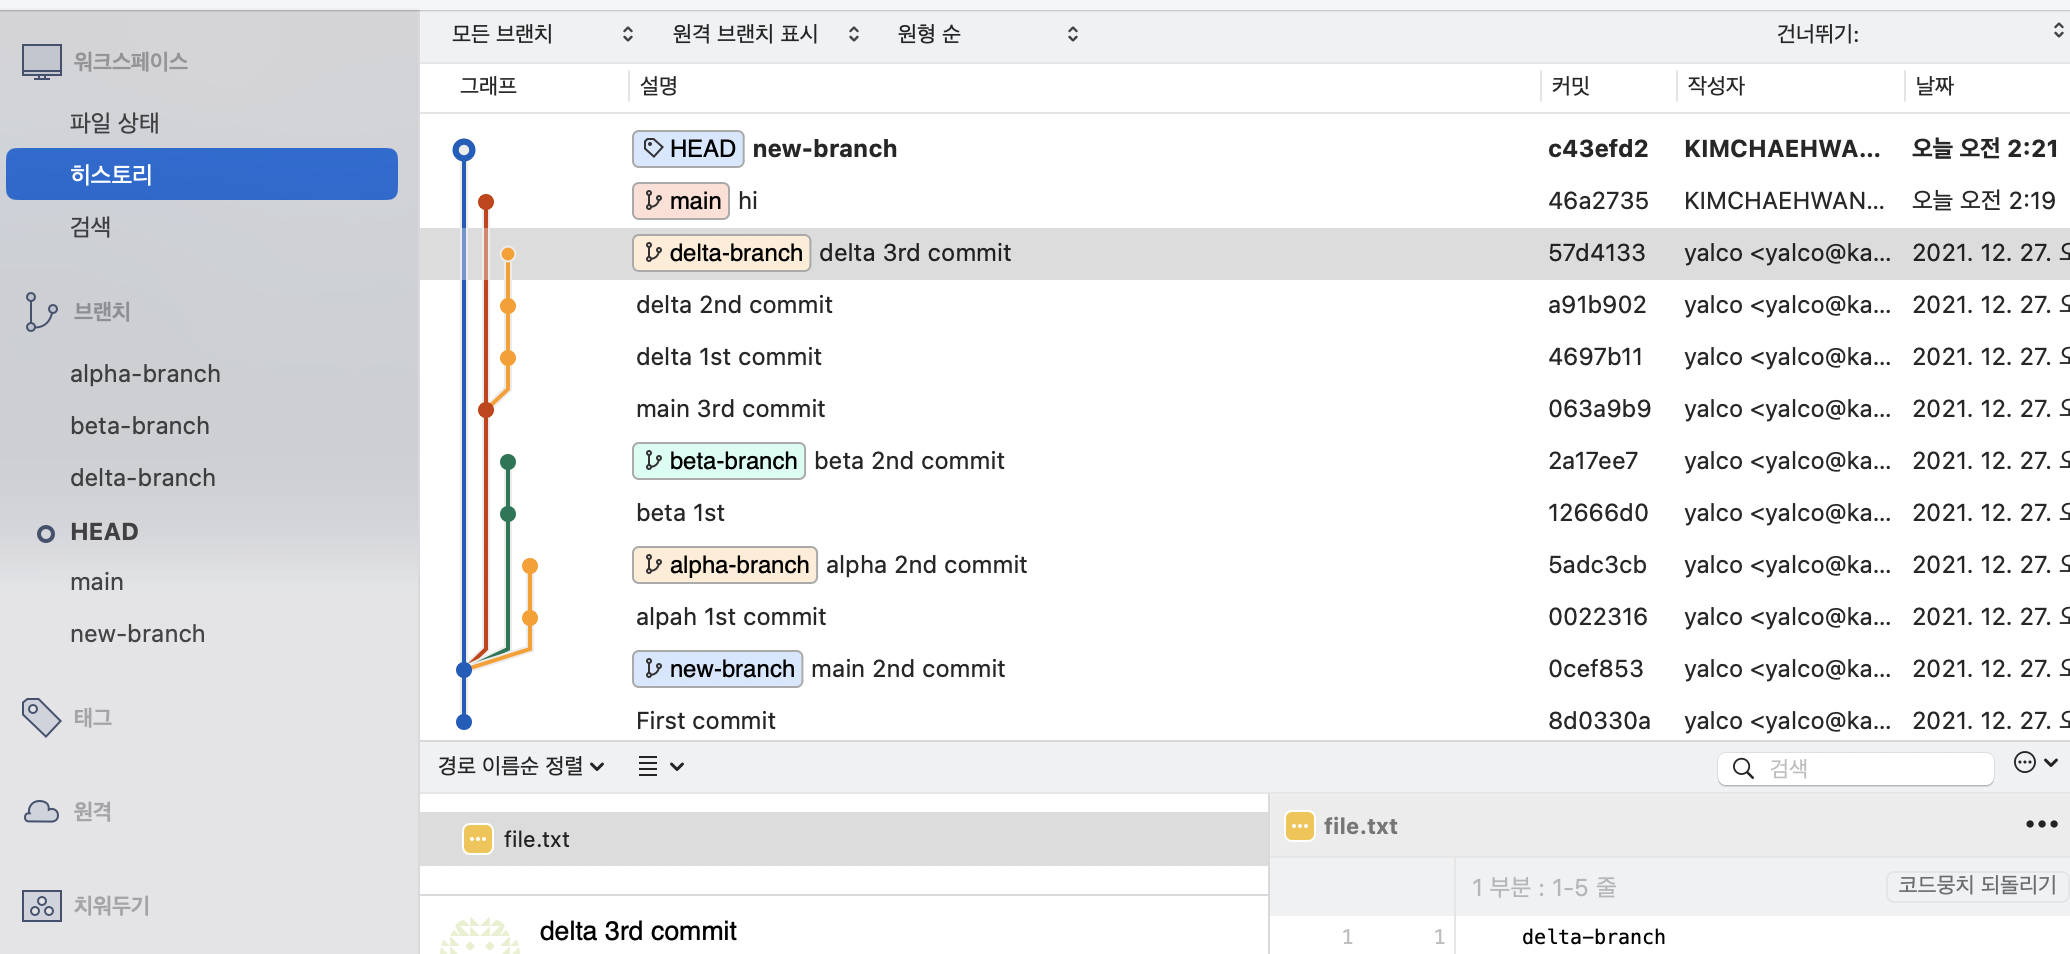 모든 브랜치 원격 브랜치 표시 원형 순 건너뛰기:
워크스페이스
파일 상태
히스토리
검색
브랜치
alpha-branch
beta-branch
delta-branch
HEAD
main
new-branch
태그
원격
치워두기
그래프 설명 커밋 작성자 날짜
HEAD new-branch c43efd2 KIMCHAEHWA... 오늘 오전 2:21
main hi 46a2735 KIMCHAEHWAN... 오늘 오전 2:19
delta-branch delta 3rd commit 57d4133 yalco <yalco@ka... 2021. 12. 27.
delta 2nd commit a91b902 yalco <yalco@ka... 2021. 12. 27.
delta 1st commit 4697b11 yalco <yalco@ka... 2021. 12. 27.
main 3rd commit 063a9b9 yalco <yalco@ka... 2021. 12. 27.
beta-branch beta 2nd commit 2a17ee7 yalco <yalco@ka... 2021. 12. 27.
beta 1st 12666d0 yalco <yalco@ka... 2021. 12. 27.
alpha-branch alpha 2nd commit 5adc3cb yalco <yalco@ka... 2021. 12. 27.
alpah 1st commit 0022316 yalco <yalco@ka... 2021. 12. 27.
new-branch main 2nd commit 0cef853 yalco <yalco@ka... 2021. 12. 27.
First commit 8d0330a yalco <yalco@ka... 2021. 12. 27.
경로 이름순 정렬 검색
file.txt
delta 3rd commit
file.txt
1 부분 : 1-5 줄 코드뭉치 되돌리기
1 1 delta-branch